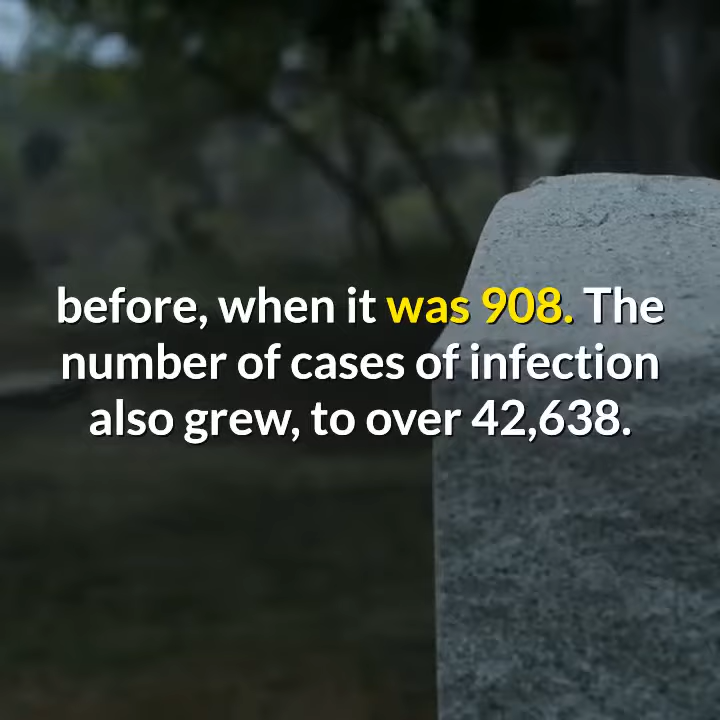 before, when it was 908. The
number of cases of infection
also grew, to over 42,638.